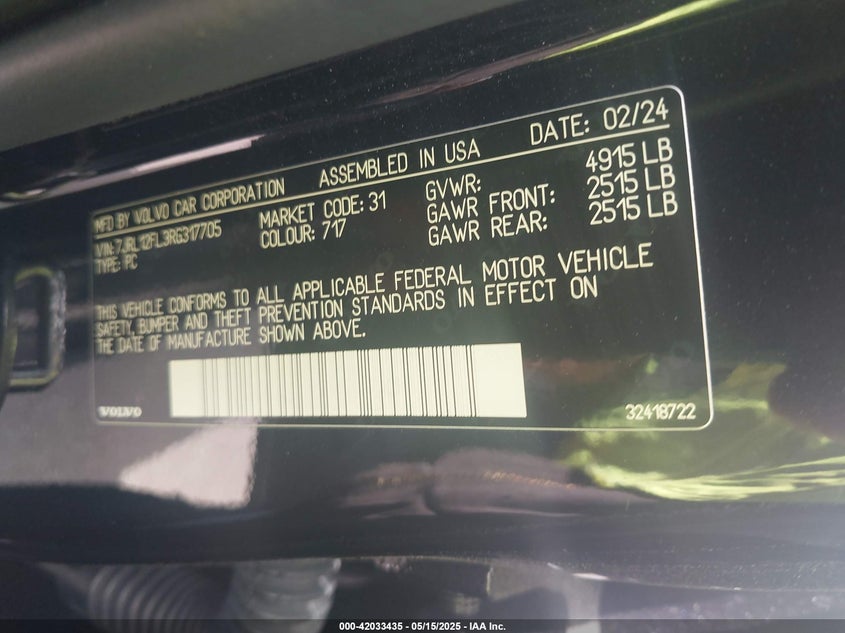 MFD BY VOLVO CAR CORPORATION ASSEMBLED IN USA DATE: 02/24
VIN: 7JRL12FL3RG317705 MARKET CODE: 31 GVWR: 4915 LB
TYPE: PC COLOUR: 717 GAWR FRONT: 2515 LB
GAWR REAR: 2515 LB
THIS VEHICLE CONFORMS TO ALL APPLICABLE FEDERAL MOTOR VEHICLE
SAFETY, BUMPER AND THEFT PREVENTION STANDARDS IN EFFECT ON
THE DATE OF MANUFACTURE SHOWN ABOVE.
VOLVO 32418722
000-42033435 - 05/15/2025 - IAA Inc.